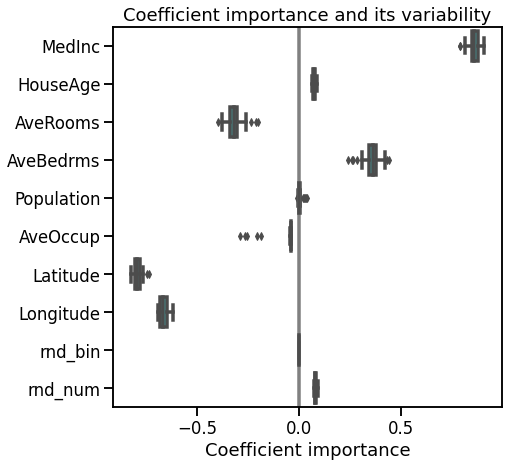 Coefficient importance and its variability
MedInc
HouseAge
AveRooms
AveBedrms
Population
AveOccup
Latitude
Longitude
rnd_bin
rnd_num
−0.5 0.0 0.5
Coefficient importance